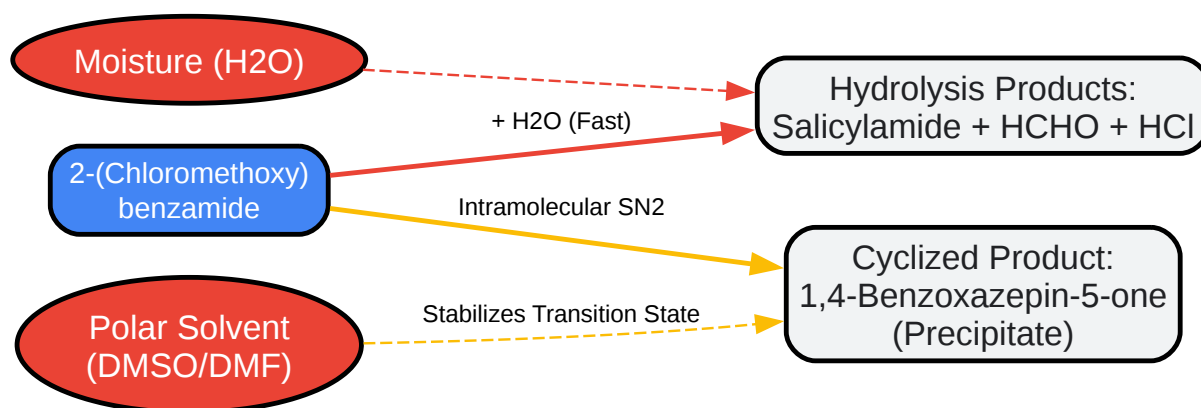 Moisture (H2O)
Hydrolysis Products:
Salicylamide + HCHO + HCl
+ H2O (Fast)
2-(Chloromethoxy)
benzamide
Intramolecular SN2
Cyclized Product:
1,4-Benzoxazepin-5-one
(Precipitate)
Stabilizes Transition State
Polar Solvent
(DMSO/DMF)